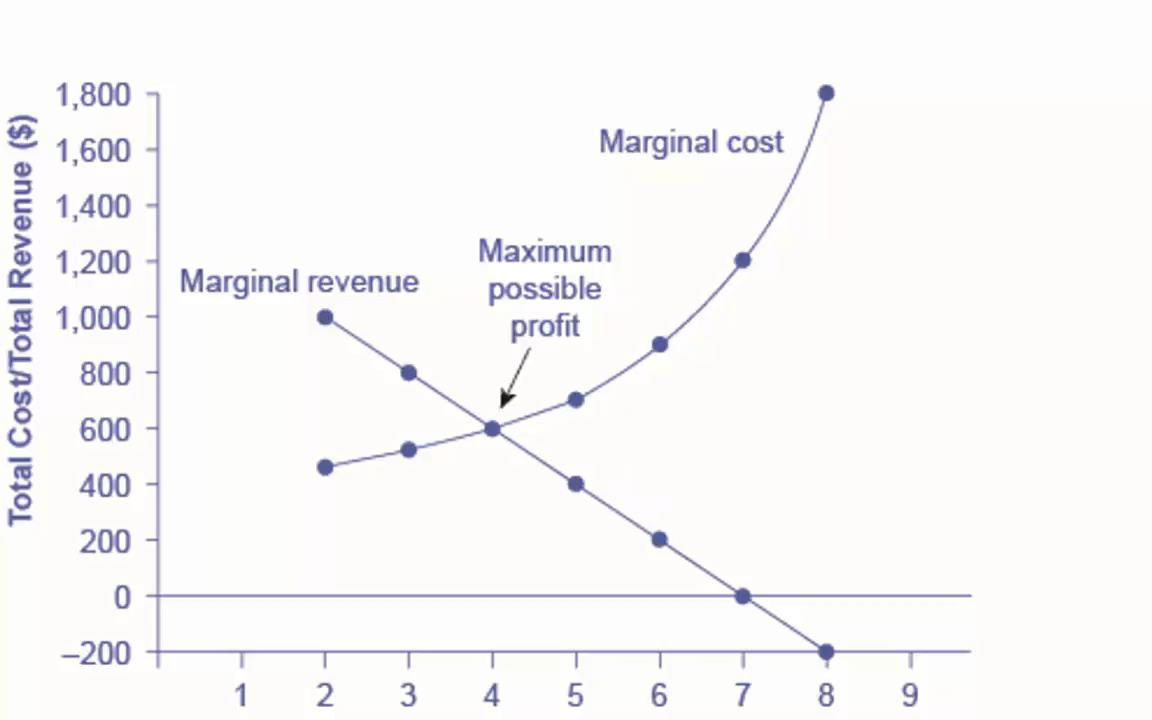 Total Cost/Total Revenue ($)
1,800
1,600
1,400
1,200
1,000
800
600
400
200
0
–200
Marginal cost
Maximum
possible
profit
Marginal revenue
1 2 3 4 5 6 7 8 9